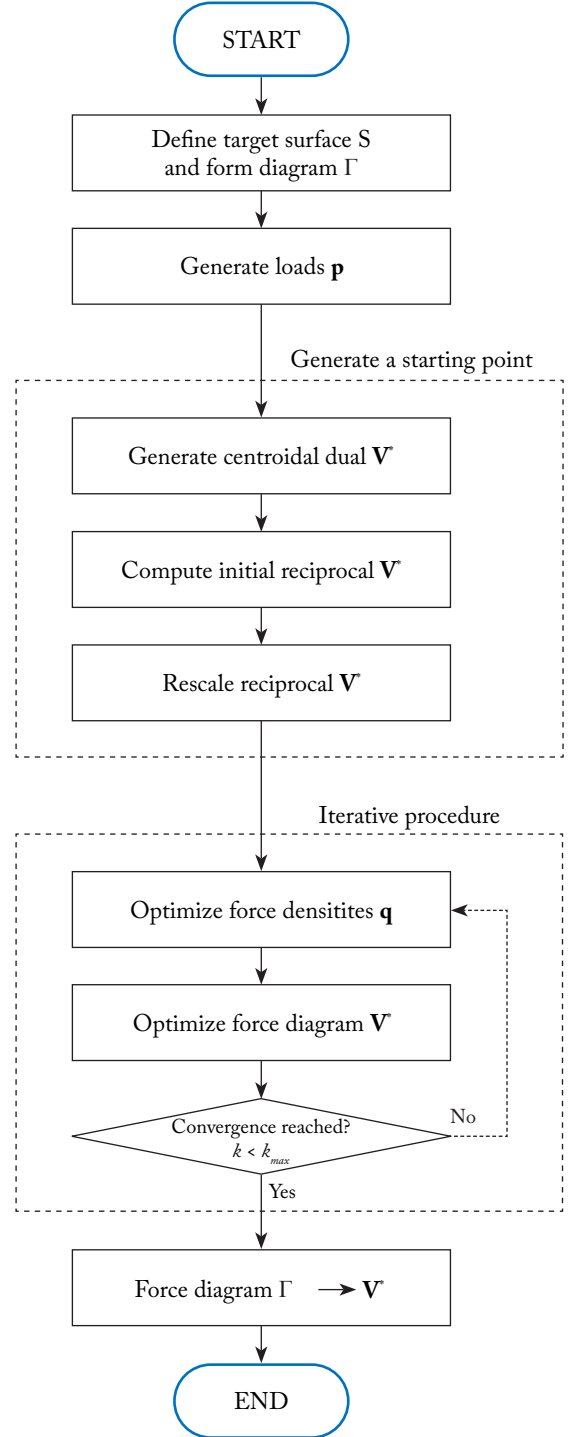 START
Define target surface S
and form diagram Γ
Generate loads p
Generate a starting point
Generate centroidal dual V*
Compute initial reciprocal V*
Rescale reciprocal V*
Iterative procedure
Optimize force densitites q
Optimize force diagram V*
Convergence reached?
k < k_max
No
Yes
Force diagram Γ → V*
END